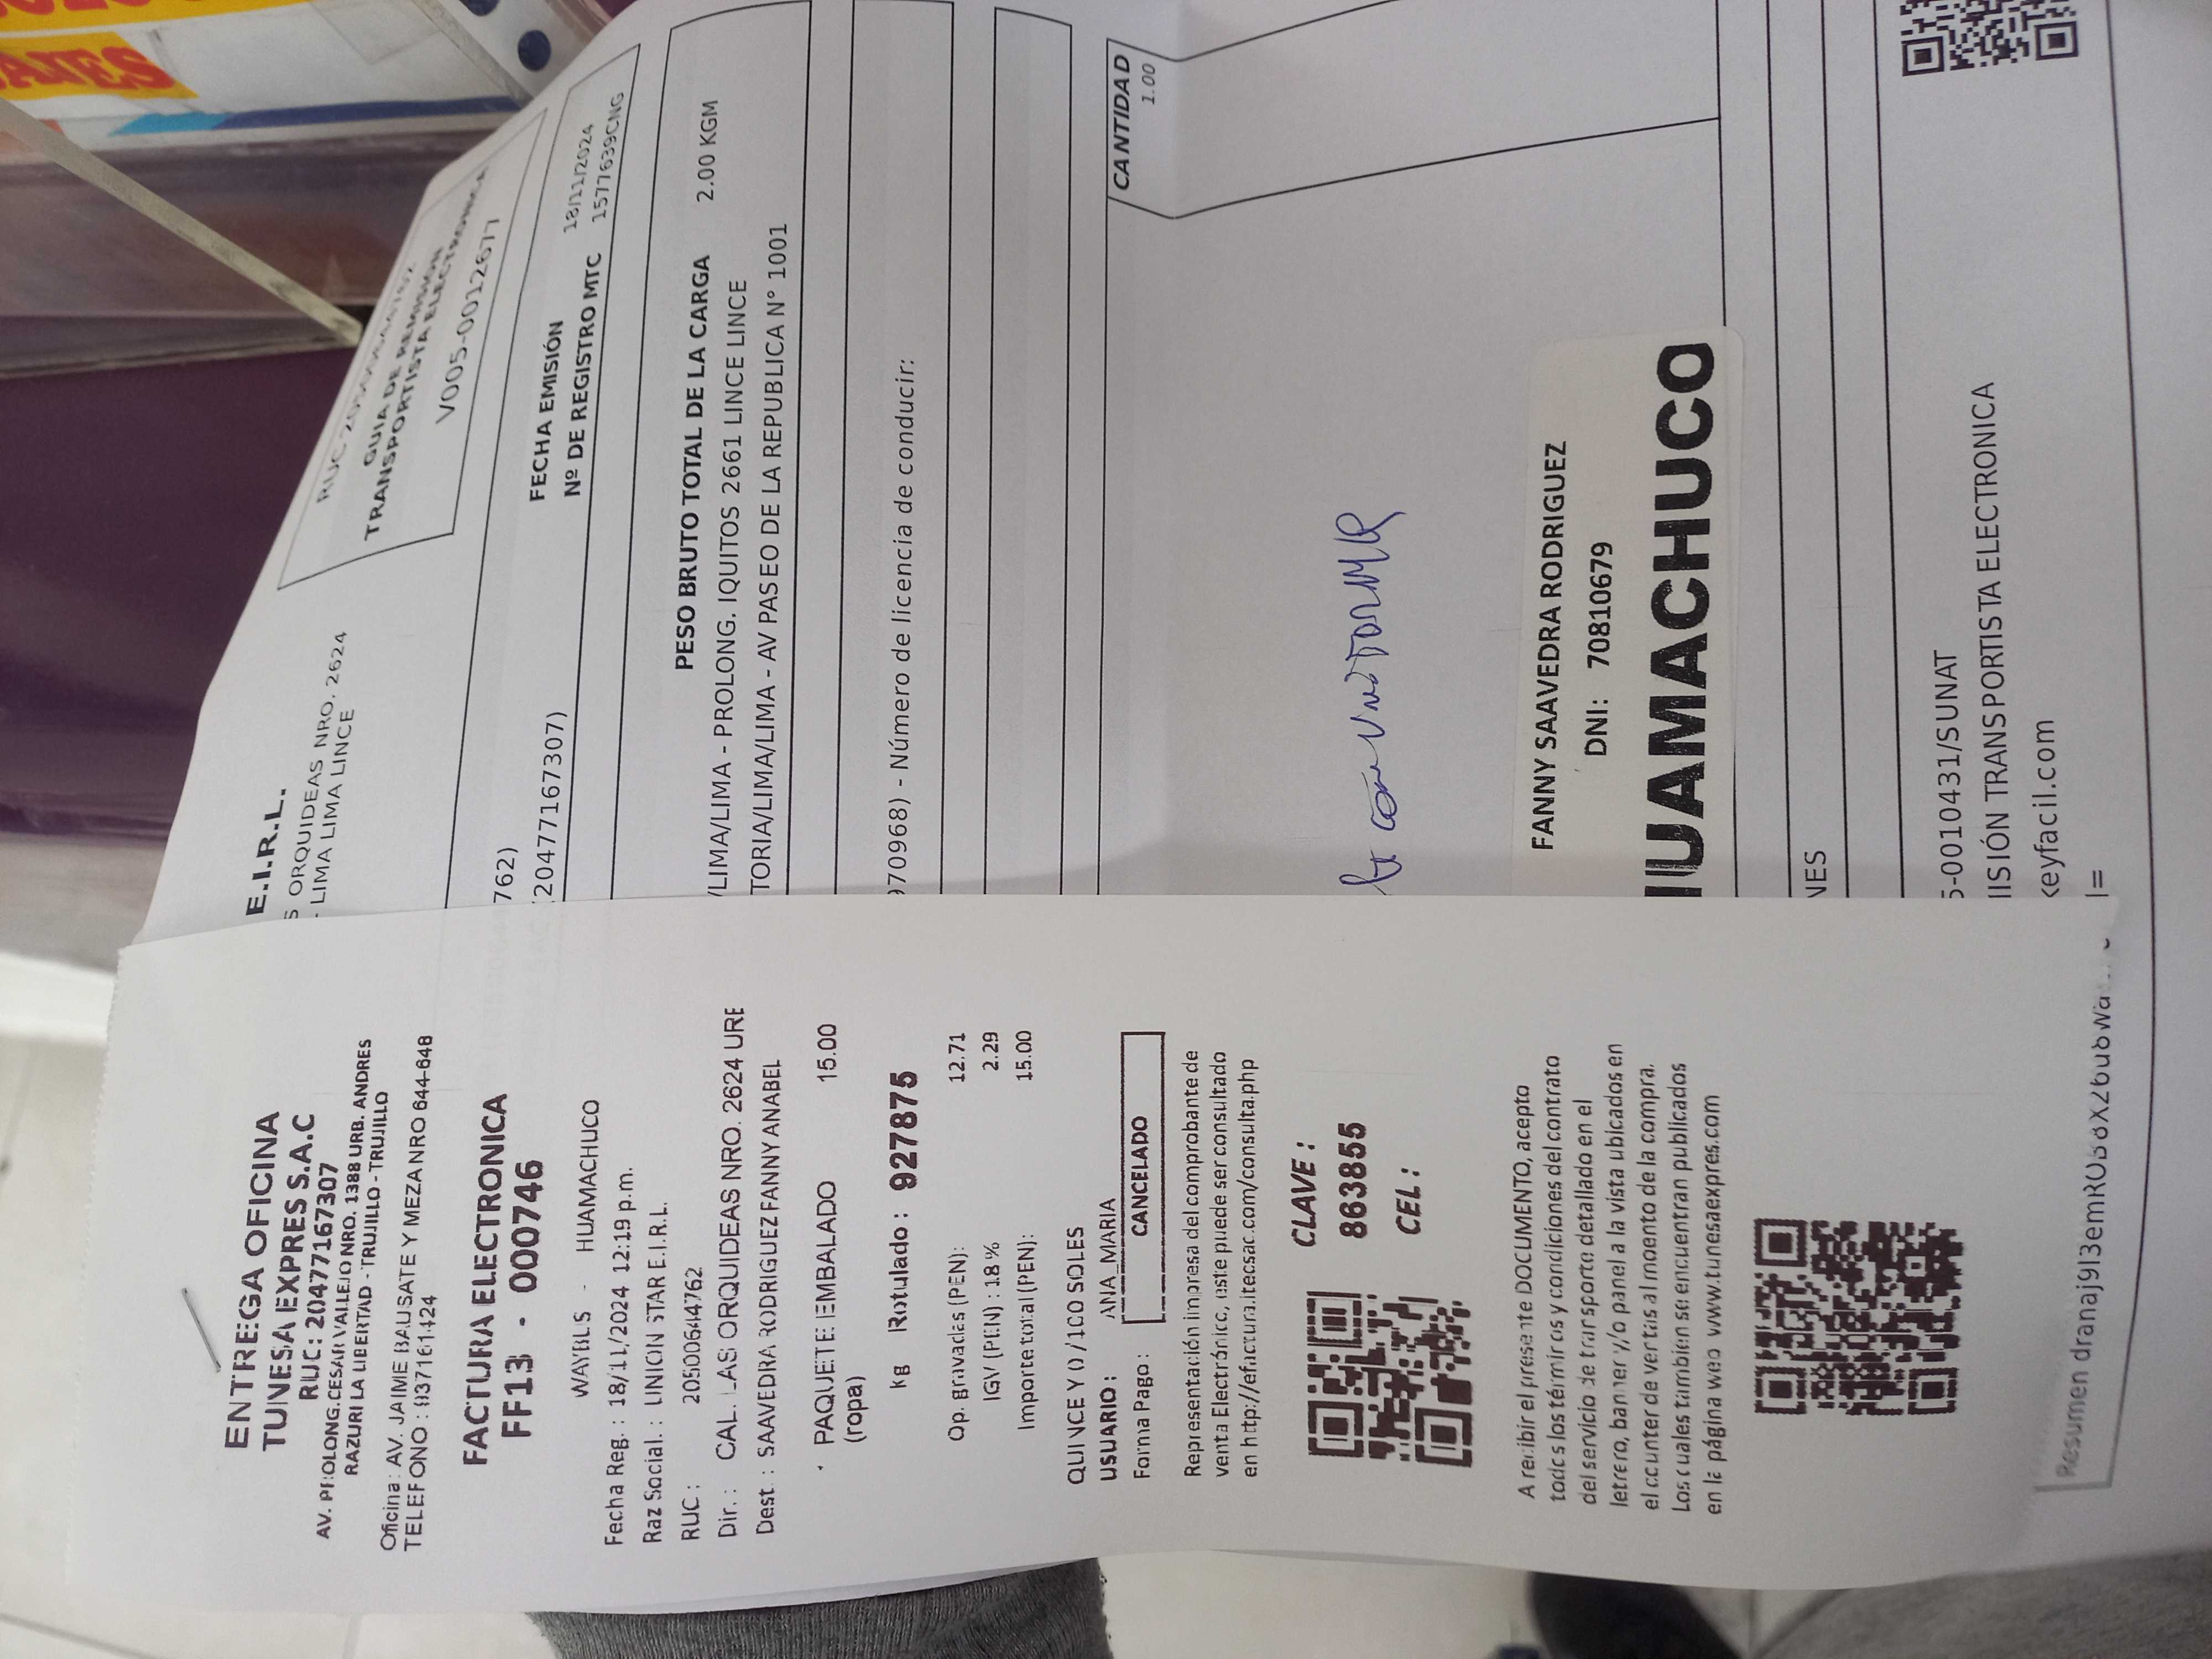 ENTREGA OFICINA
TUNESA EXPRES S.A.C
RUC : 20477167307
AV. PROLONG. CESAR VALLEJO NRO. 1388 URB. ANDRES
RAZURI LA LIBERTAD - TRUJILLO - TRUJILLO
Oficina : AV. JAIME BAUSATE Y MEZA NRO 644-648
TELEFONO :
FACTURA ELECTRONICA
FF13 - 000746
WAYBLS - HUAMACHUCO
Fecha Reg. : 18/11/2024 12:19 p.m.
Raz Social. : UNION STAR E.I.R.L.
RUC : 20500644762
Dir. : CAL. LAS ORQUIDEAS NRO. 2624 URB
Dest : SAAVEDRA RODRIGUEZ FANNY ANABEL
PAQUETE EMBALADO 15.00
(ropa)
kg Rotulado : 927875
Op. gravadas (PEN): 12.71
IGV (PEN) : 18% 2.29
Importe total (PEN): 15.00
QUINCE Y 0/100 SOLES
USUARIO : ANA_MARIA
Forma Pago : CANCELADO
Representación impresa del comprobante de
venta Electrónico, este puede ser consultado
en http://efactura.itecsac.com/consulta.php
CLAVE :
863855
CEL :
A recibir el presente DOCUMENTO, acepto
todos los términos y condiciones del contrato
del servicio de transporte detallado en el
letrero, banner y/o panel a la vista ubicados en
el counter de ventas al moento de la compra.
Los cuales tambien se encuentran publicados
en la página web www.tunesaexpres.com
E.I.R.L.
S ORQUIDEAS NRO. 2624
- LIMA LIMA LINCE
GUIA DE REMISION
TRANSPORTISTA ELECTRONICA
V005-0012677
762) FECHA EMISIÓN 18/11/2024
20477167307) Nº DE REGISTRO MTC 1577639CNG
PESO BRUTO TOTAL DE LA CARGA 2.00 KGM
/LIMA/LIMA - PROLONG. IQUITOS 2661 LINCE LINCE
TORIA/LIMA/LIMA - AV PASEO DE LA REPUBLICA N° 1001
970968) - Número de licencia de conducir:
CANTIDAD
1.00
FANNY SAAVEDRA RODRIGUEZ
DNI: 70810679
HUAMACHUCO
NES
5-0010431/SUNAT
IISIÓN TRANSPORTISTA ELECTRONICA
keyfacil.com
l=
Resumen